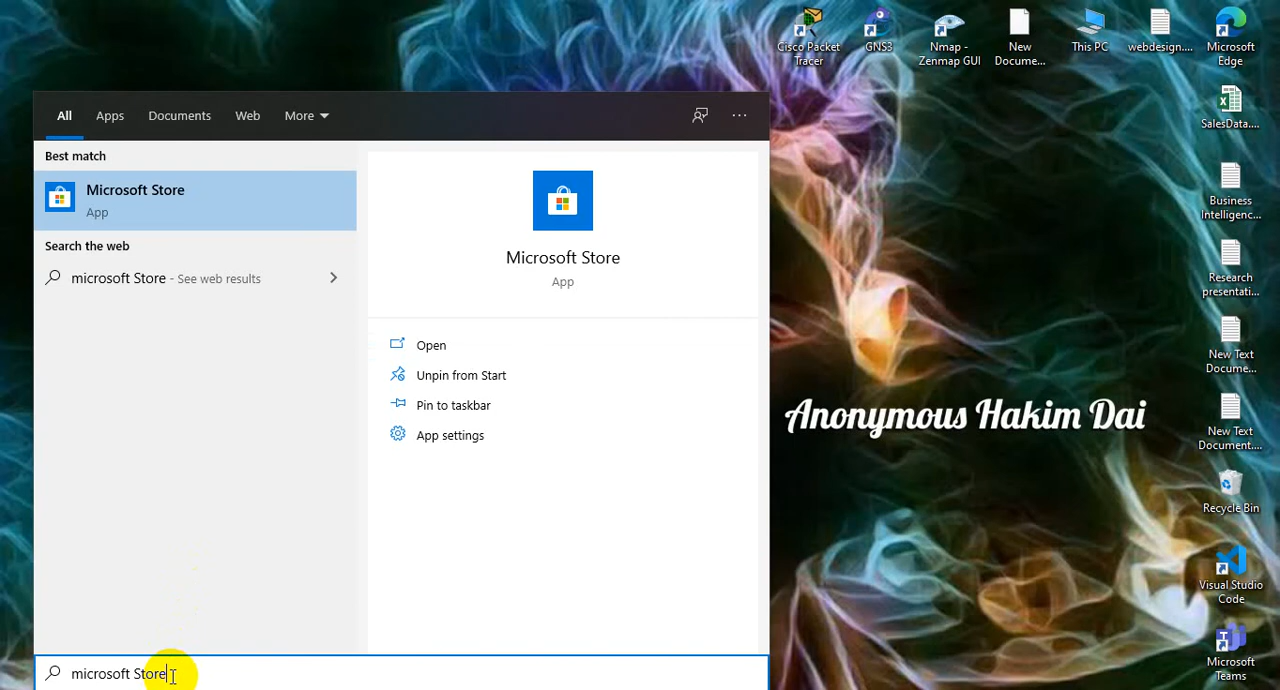 All
Apps
Documents
Web
More
Best match
Microsoft Store
App
Search the web
microsoft Store - See web results
Microsoft Store
App
Open
Unpin from Start
Pin to taskbar
App settings
microsoft Store
Cisco Packet
Tracer
GNS3
Nmap -
Zenmap GUI
New
Docume...
This PC
webdesign....
Microsoft
Edge
SalesData....
Business
Intelligenc...
Research
presentati...
New Text
Docume...
New Text
Document....
Recycle Bin
Visual Studio
Code
Microsoft
Teams
Anonymous Hakim Dai